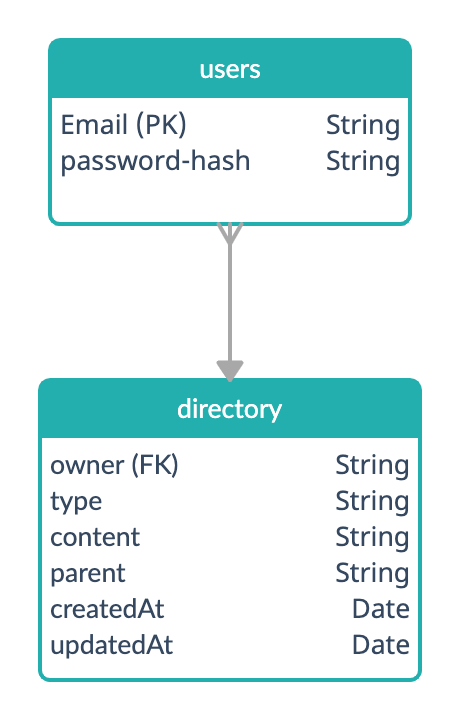 users
Email (PK) String
password-hash String
directory
owner (FK) String
type String
content String
parent String
createdAt Date
updatedAt Date